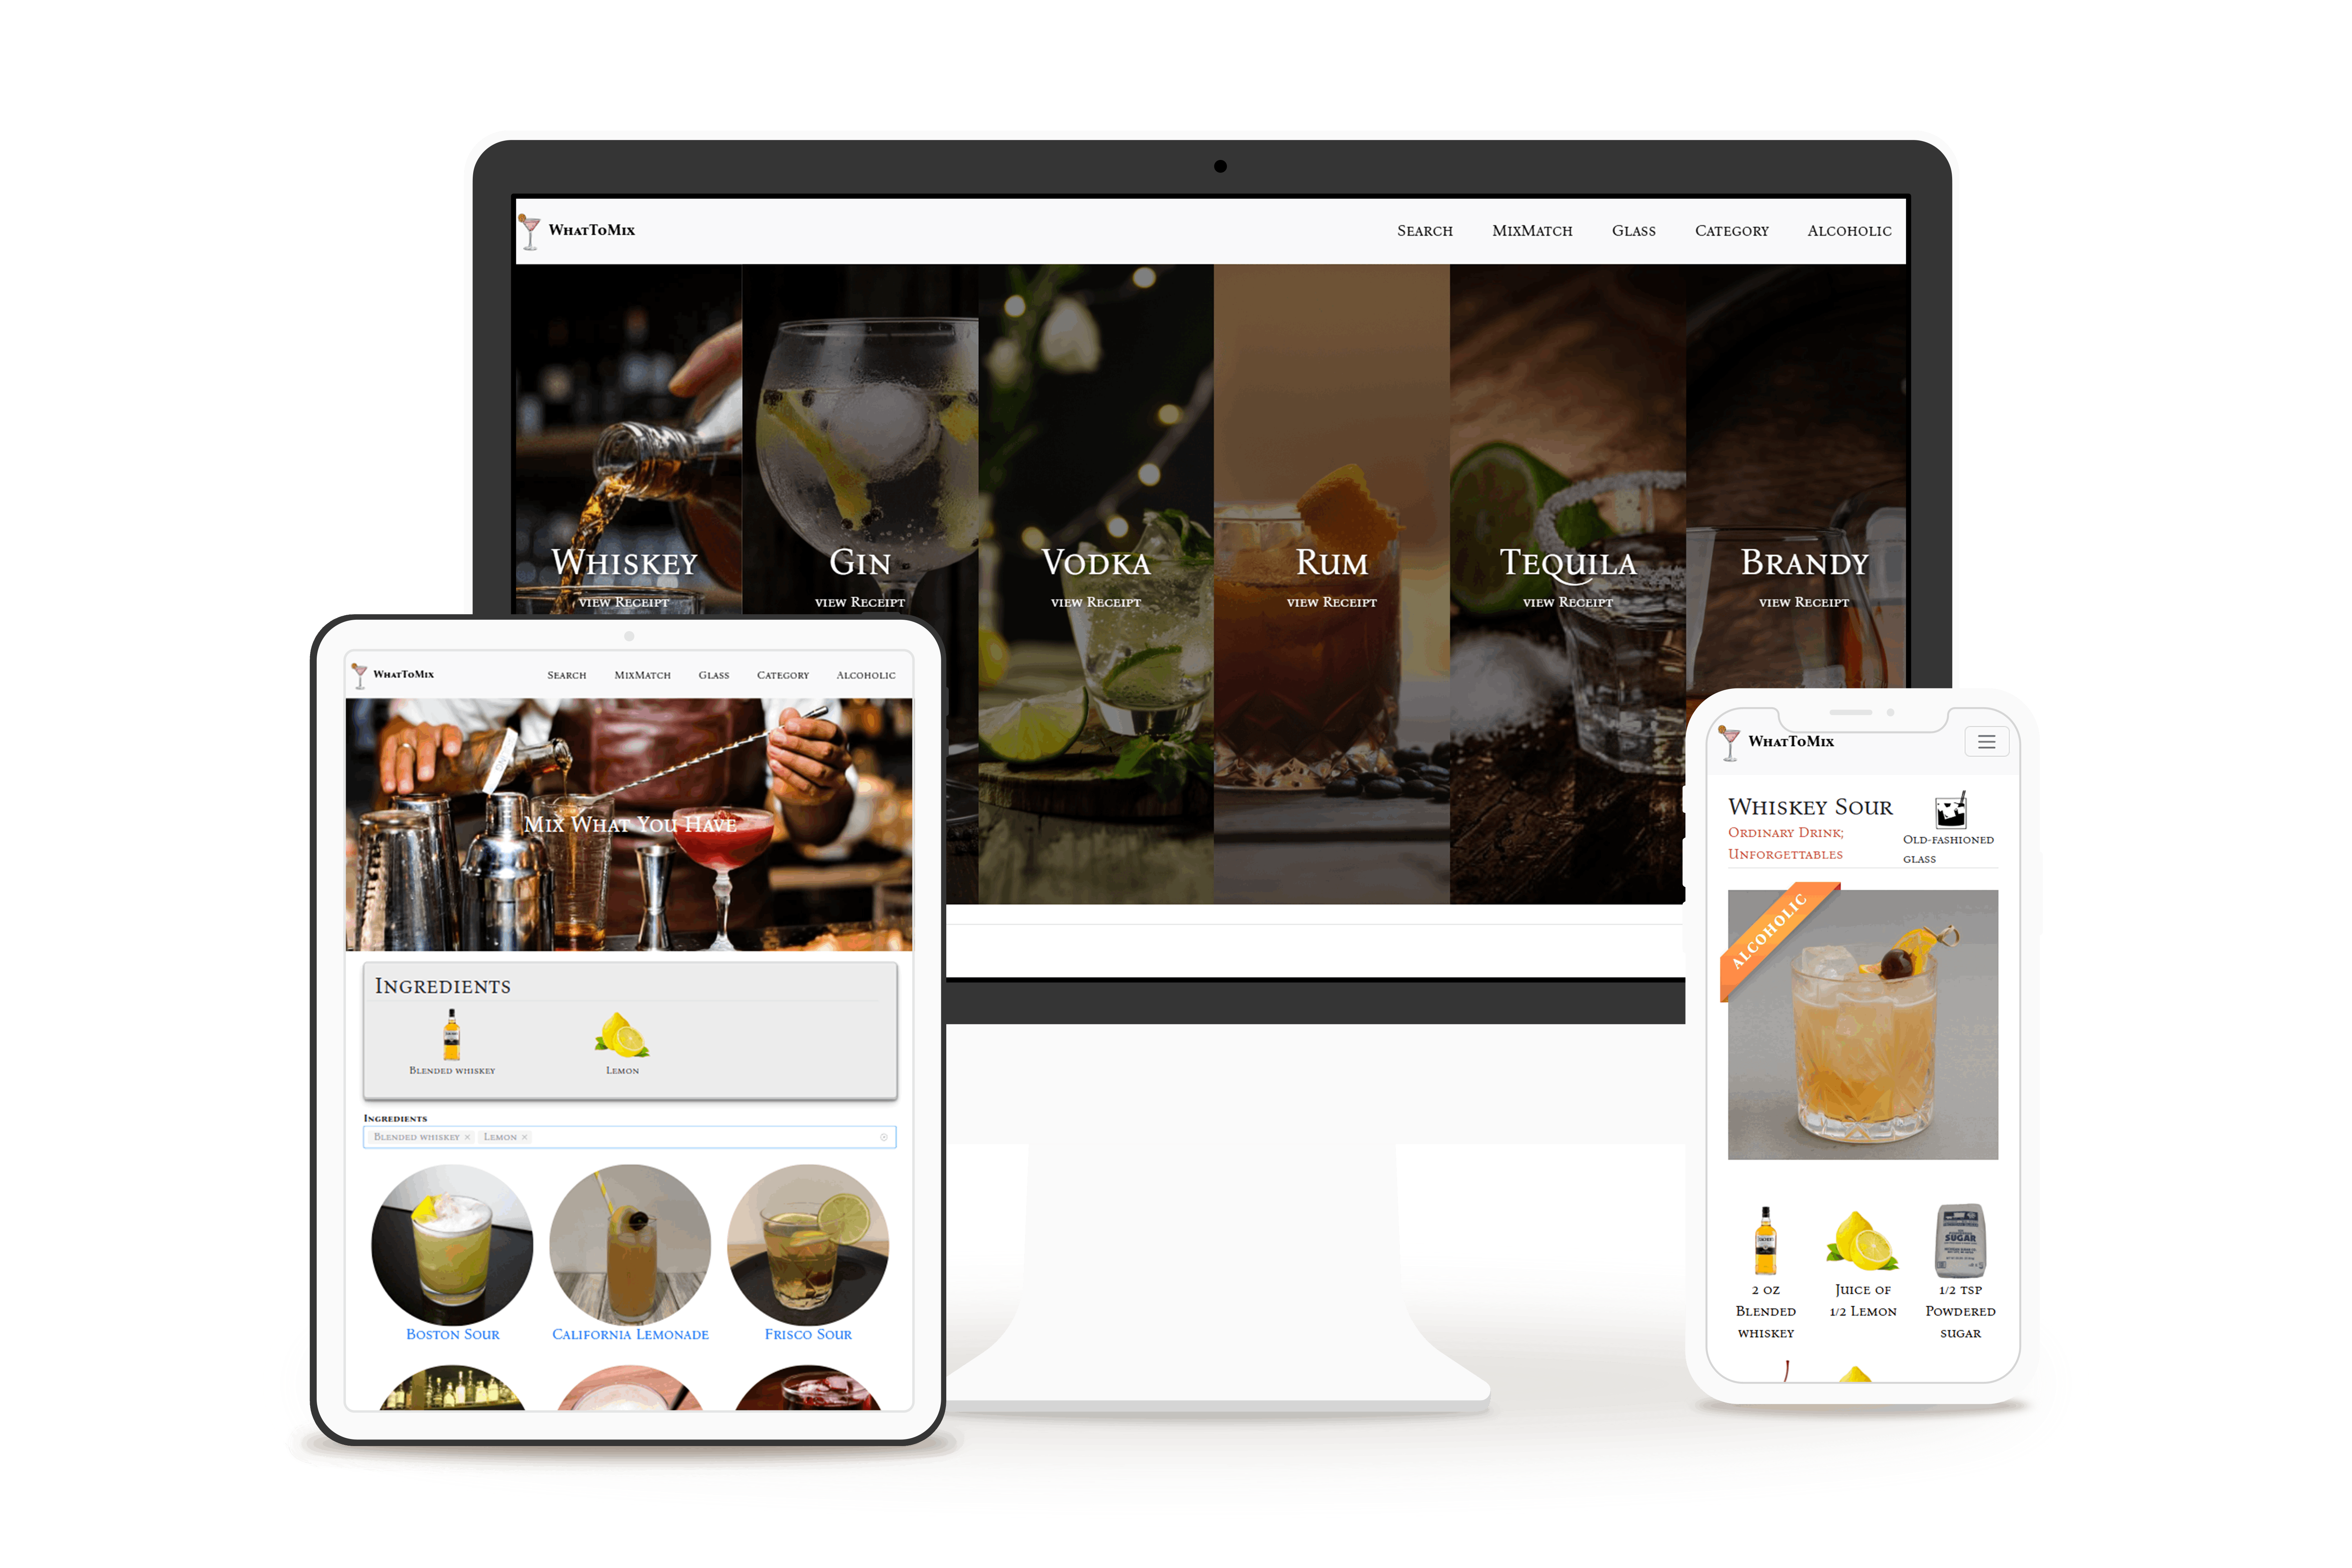 WhatToMix
Search MixMatch Glass Category Alcoholic
Whiskey Gin Vodka Rum Tequila Brandy
view Receipt view Receipt view Receipt view Receipt view Receipt view Receipt
WhatToMix
Search MixMatch Glass Category Alcoholic
Mix What You Have
Ingredients
Blended whiskey Lemon
Ingredients
Blended whiskey × Lemon ×
Boston Sour California Lemonade Frisco Sour
WhatToMix
Whiskey Sour
Ordinary Drink;
Unforgettables
Old-fashioned
glass
ALCOHOLIC
SUGAR
2 oz
Blended
whiskey
Juice of
1/2 Lemon
1/2 tsp
Powdered
sugar